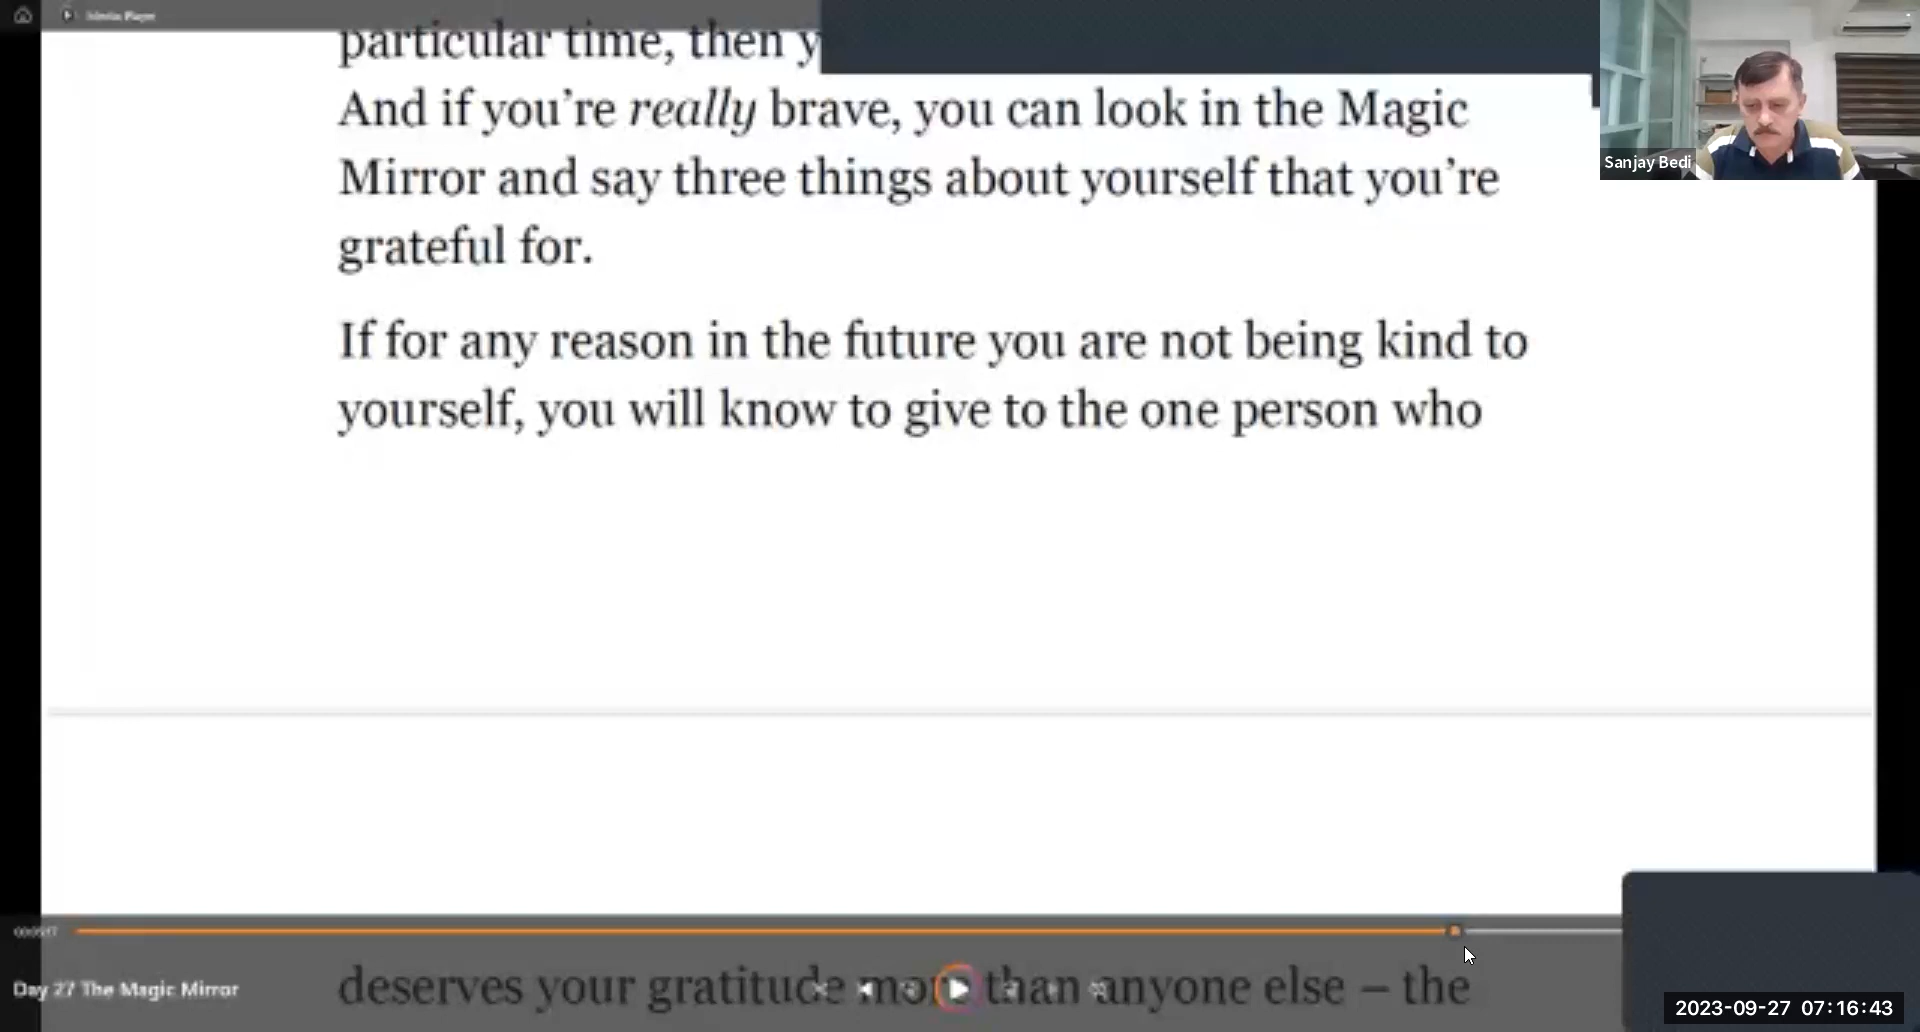 Media Player
particular time, then y
And if you’re really brave, you can look in the Magic
Mirror and say three things about yourself that you’re
grateful for.
Sanjay Bedi
If for any reason in the future you are not being kind to
yourself, you will know to give to the one person who
Day 27 The Magic Mirror
deserves your gratitude more than anyone else – the
2023-09-27 07:16:43